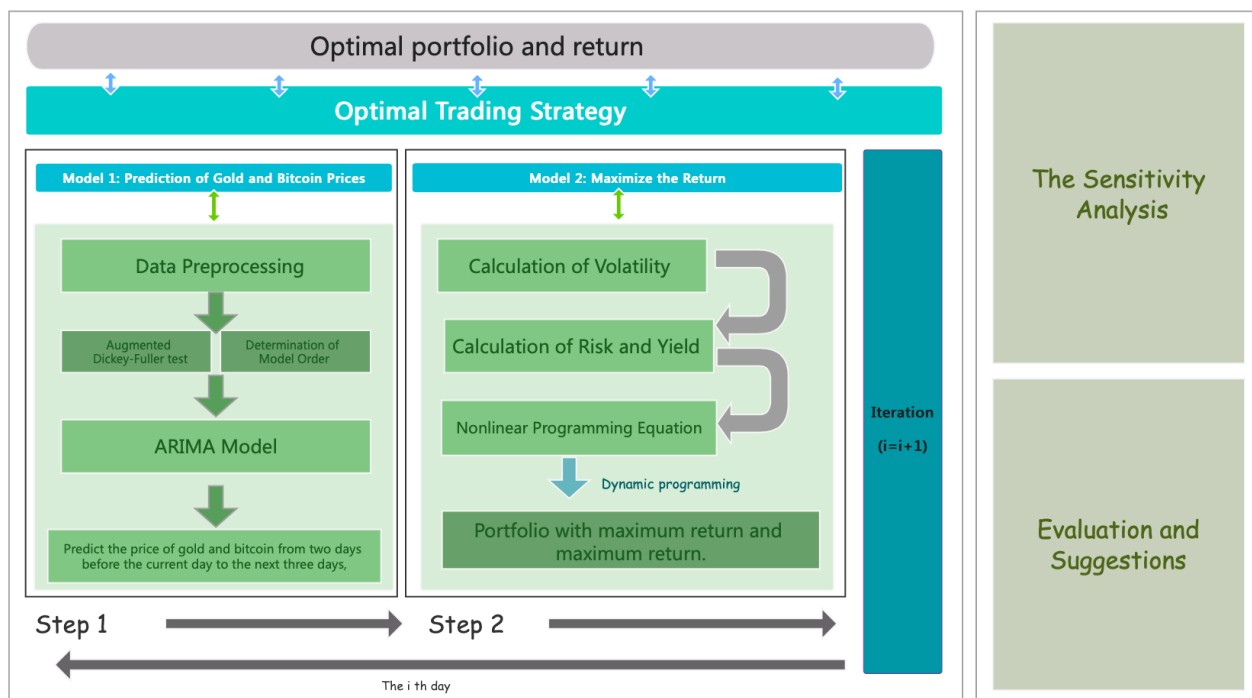 Optimal portfolio and return
Optimal Trading Strategy
Model 1: Prediction of Gold and Bitcoin Prices
Data Preprocessing
Augmented
Dickey-Fuller test
Determination of
Model Order
ARIMA Model
Predict the price of gold and bitcoin from two days
before the current day to the next three days,
Step 1
Model 2: Maximize the Return
Calculation of Volatility
Calculation of Risk and Yield
Nonlinear Programming Equation
Dynamic programming
Portfolio with maximum return and
maximum return.
Step 2
The i th day
Iteration
(i=i+1)
The Sensitivity
Analysis
Evaluation and
Suggestions